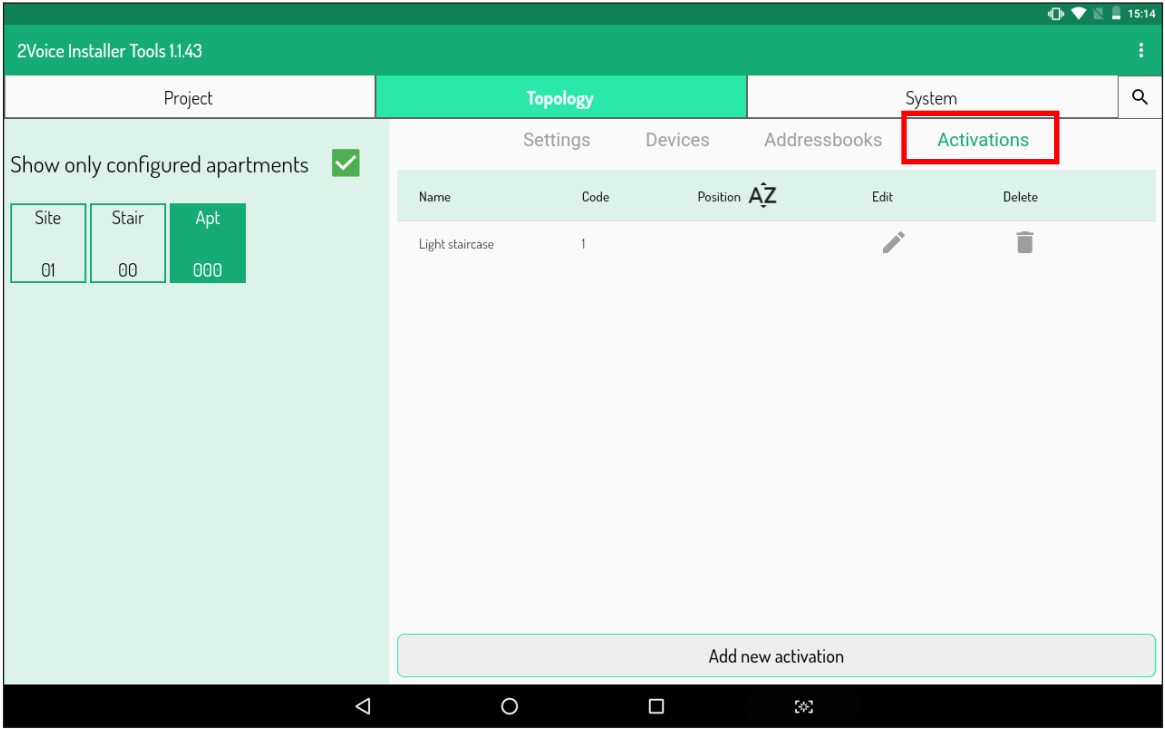 15:14
2Voice Installer Tools 1.1.43
Project
Topology
System
Settings
Devices
Addressbooks
Activations
Show only configured apartments
Site
Stair
Apt
01
00
000
Name
Code
Position AZ
Edit
Delete
Light staircase
1
Add new activation